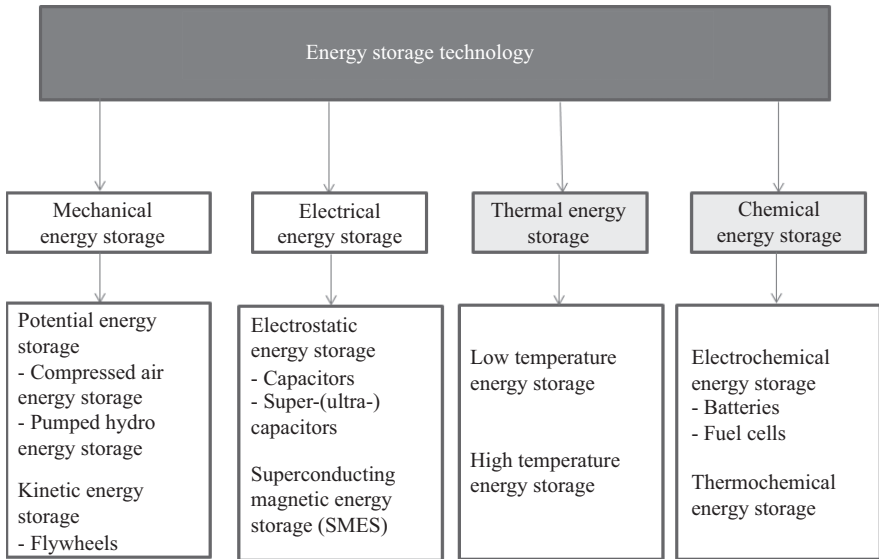 Energy storage technology
Mechanical
energy storage
Electrical
energy storage
Thermal energy
storage
Chemical
energy storage
Potential energy
storage
- Compressed air
energy storage
- Pumped hydro
energy storage
Kinetic energy
storage
- Flywheels
Electrostatic
energy storage
- Capacitors
- Super-(ultra-)
capacitors
Superconducting
magnetic energy
storage (SMES)
Low temperature
energy storage
High temperature
energy storage
Electrochemical
energy storage
- Batteries
- Fuel cells
Thermochemical
energy storage